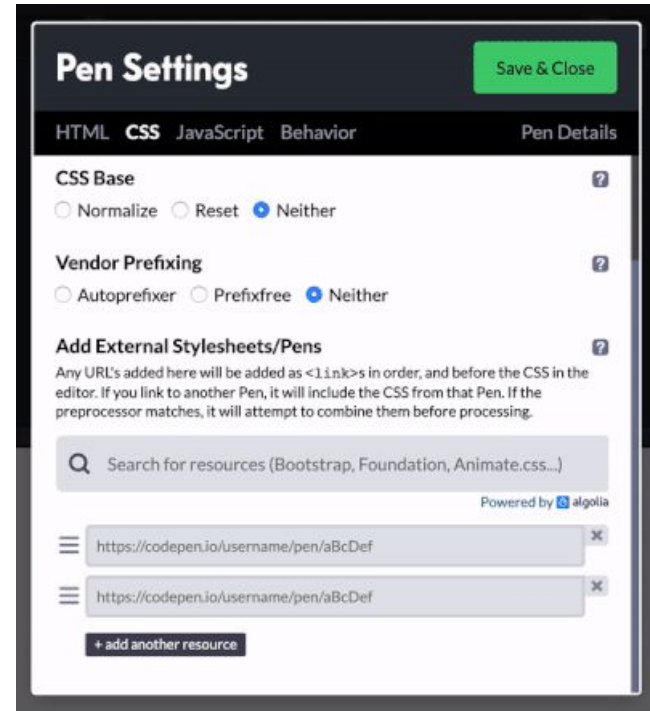 Pen Settings
Save & Close
HTML CSS JavaScript Behavior Pen Details
CSS Base ?
Normalize Reset Neither
Vendor Prefixing ?
Autoprefixer Prefixfree Neither
Add External Stylesheets/Pens ?
Any URL's added here will be added as <link>s in order, and before the CSS in the
editor. If you link to another Pen, it will include the CSS from that Pen. If the
preprocessor matches, it will attempt to combine them before processing.
Search for resources (Bootstrap, Foundation, Animate.css...)
Powered by algolia
https://codepen.io/username/pen/aBcDef
https://codepen.io/username/pen/aBcDef
+ add another resource